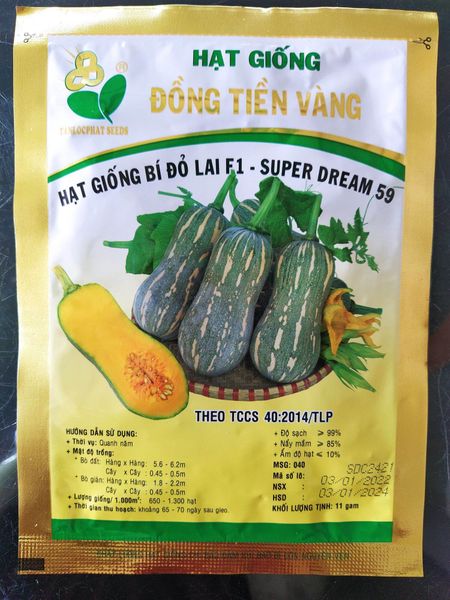 HẠT GIỐNG
ĐỒNG TIỀN VÀNG
®
TANLOCPHAT SEEDS
HẠT GIỐNG BÍ ĐỎ LAI F1 - SUPER DREAM 59
THEO TCCS 40:2014/TLP
HƯỚNG DẪN SỬ DỤNG:
+ Thời vụ: Quanh năm
+ Mật độ trồng:
* Bò đất: Hàng x Hàng: 5.6 - 6.2m
Cây x Cây : 0.45 - 0.5m
* Bò giàn: Hàng x Hàng: 1.8 - 2.2m
Cây x Cây : 0.45 - 0.5m
+ Lượng giống/ 1.000m²: 650 - 1.300 hạt
+ Thời gian thu hoạch: khoảng 65 - 70 ngày sau gieo.
+ Độ sạch ≥ 99%
+ Nẩy mầm ≥ 85%
+ Ẩm độ hạt ≤ 10%
MSG: 040
Mã số lô: SDC2421
NSX : 03/01/2022
HSD : 03/01/2024
KHỐI LƯỢNG TỊNH: 11 gam